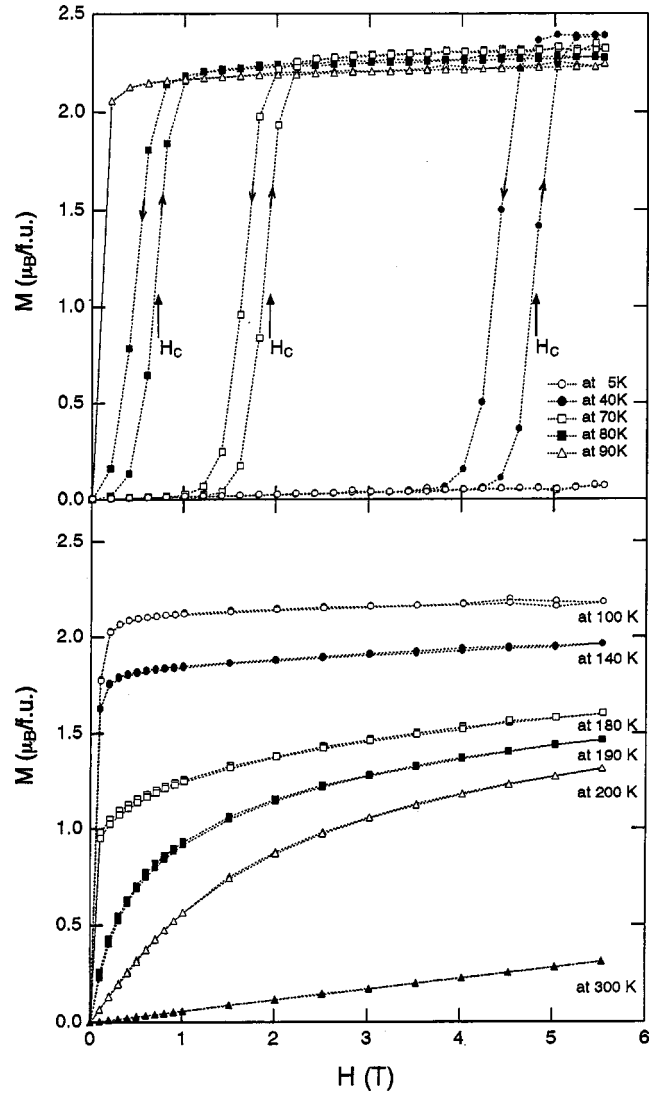 2.5
2.0
1.5
1.0
0.5
0.0
M (μB/f.u.)
Hc
Hc
Hc
at 5K
at 40K
at 70K
at 80K
at 90K
2.5
2.0
1.5
1.0
0.5
0.0
M (μB/f.u.)
at 100 K
at 140 K
at 180 K
at 190 K
at 200 K
at 300 K
0 1 2 3 4 5 6
H (T)